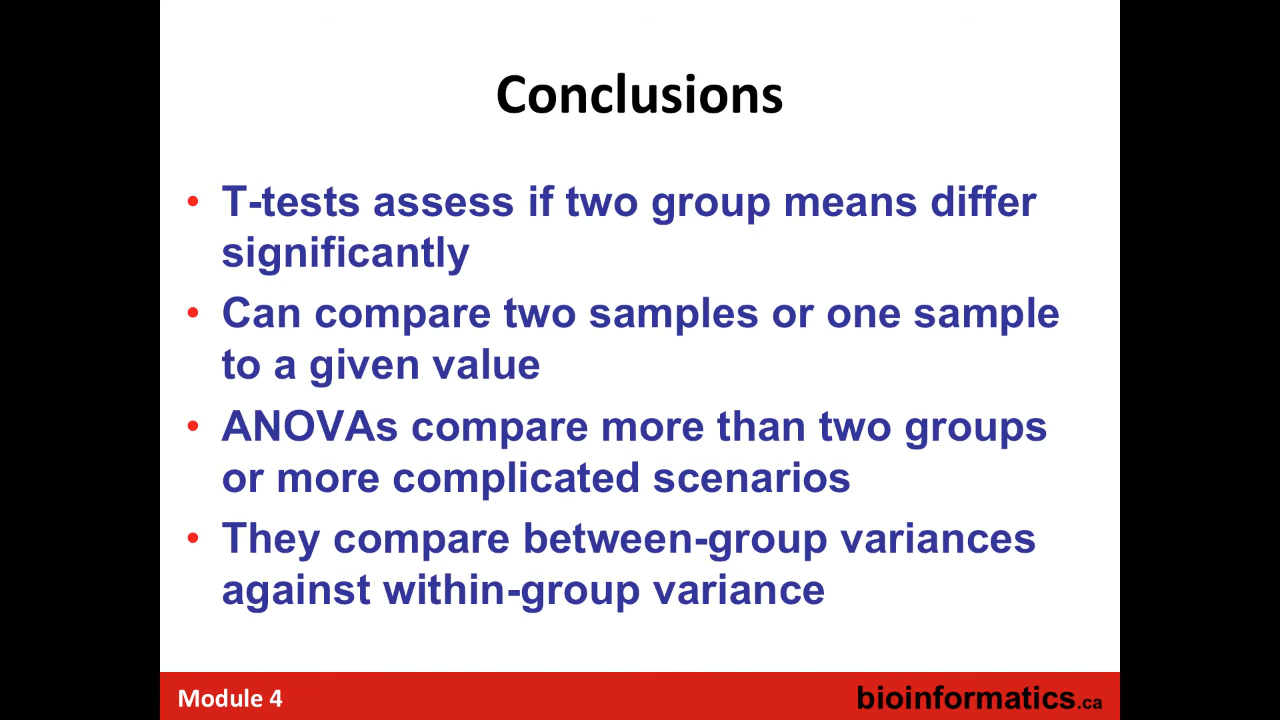 Conclusions
• T-tests assess if two group means differ
significantly
• Can compare two samples or one sample
to a given value
• ANOVAs compare more than two groups
or more complicated scenarios
• They compare between-group variances
against within-group variance
Module 4
bioinformatics.ca